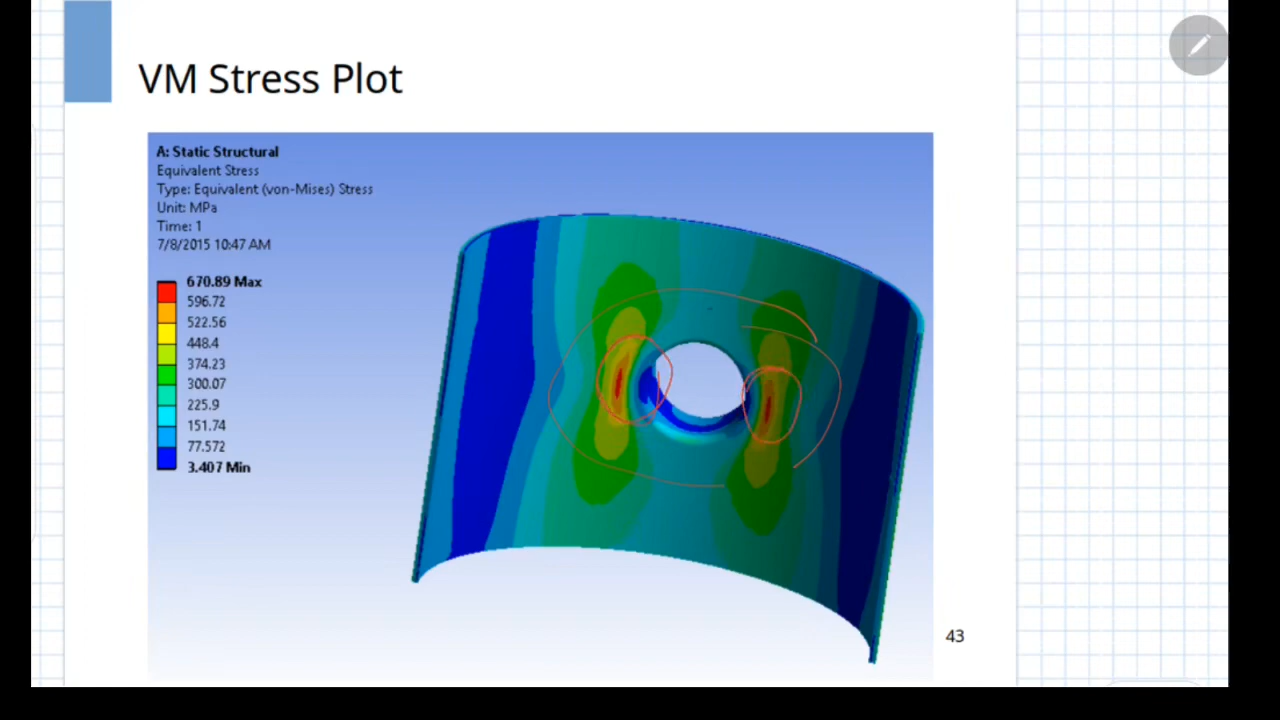 VM Stress Plot
A: Static Structural
Equivalent Stress
Type: Equivalent (von-Mises) Stress
Unit: MPa
Time: 1
7/8/2015 10:47 AM
670.89 Max
596.72
522.56
448.4
374.23
300.07
225.9
151.74
77.572
3.407 Min
43